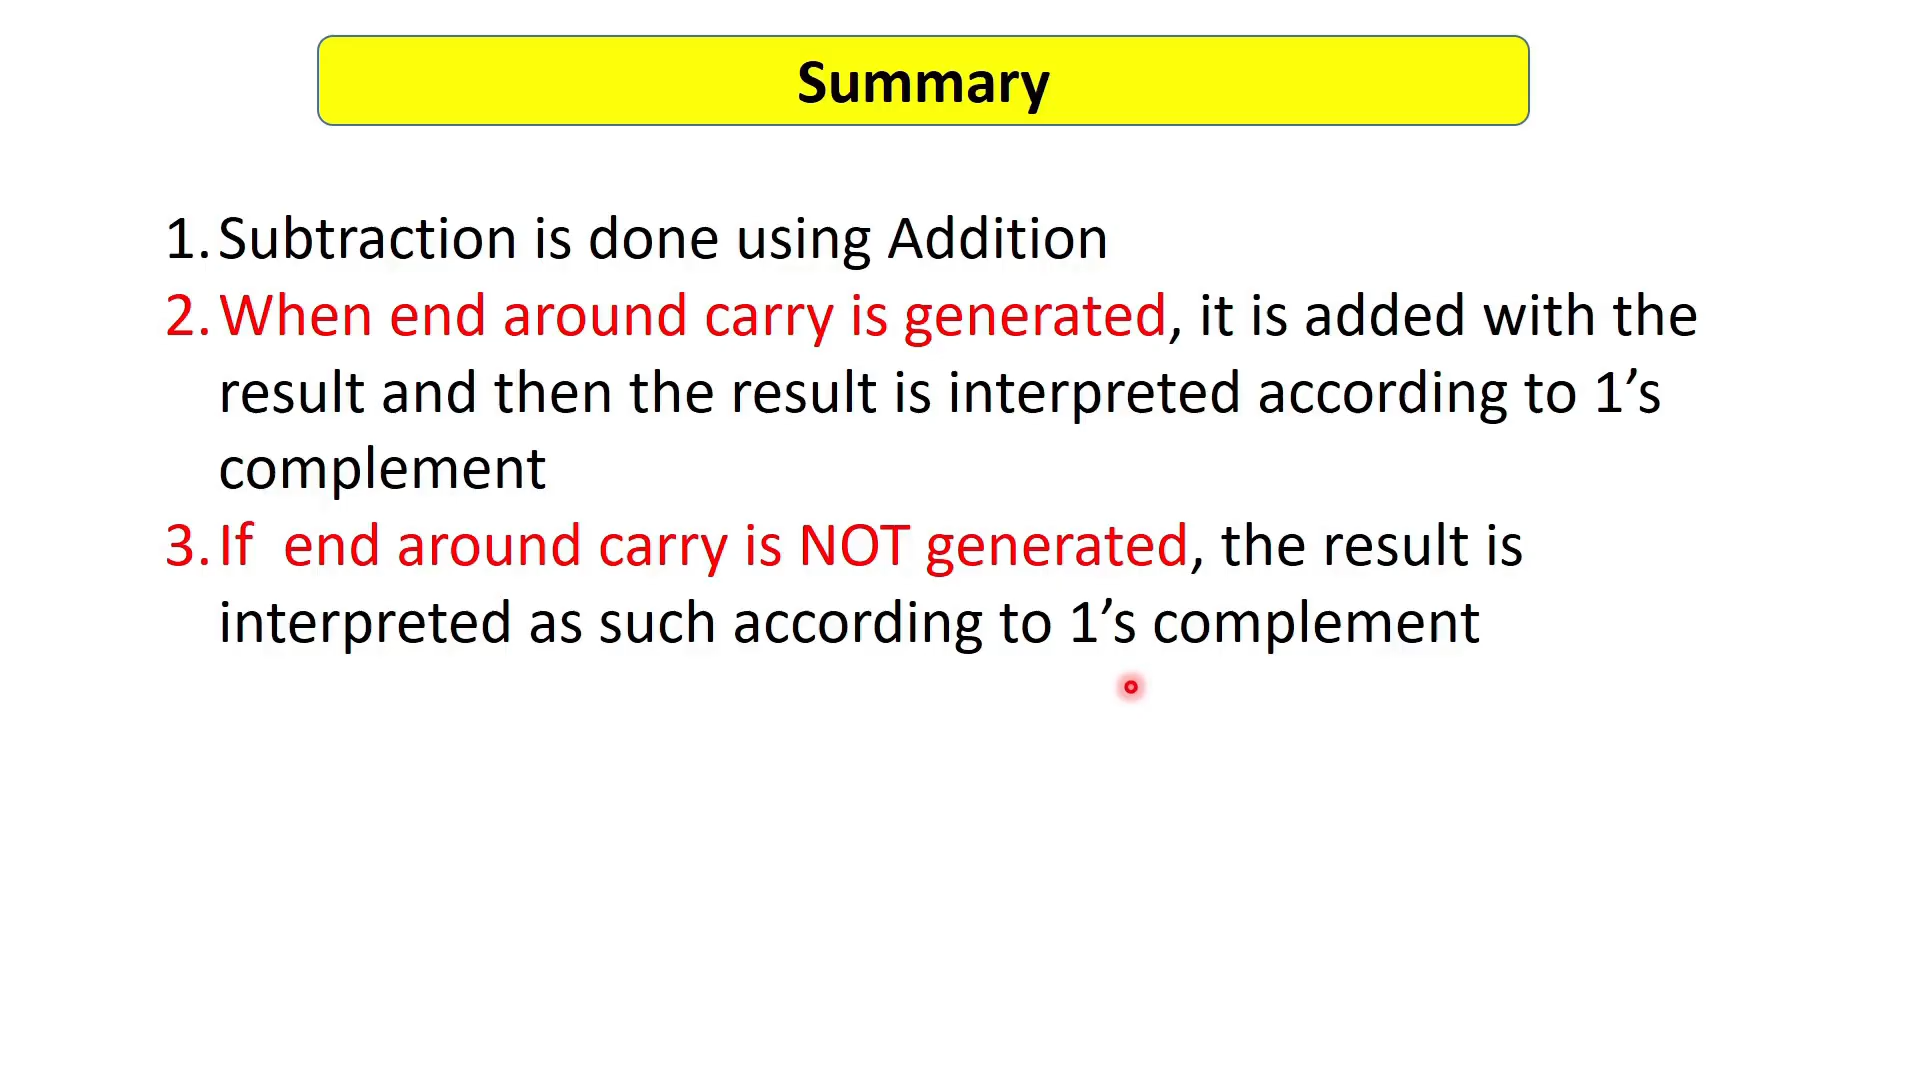 Summary
1. Subtraction is done using Addition
2. When end around carry is generated, it is added with the
result and then the result is interpreted according to 1’s
complement
3. If  end around carry is NOT generated, the result is
interpreted as such according to 1’s complement